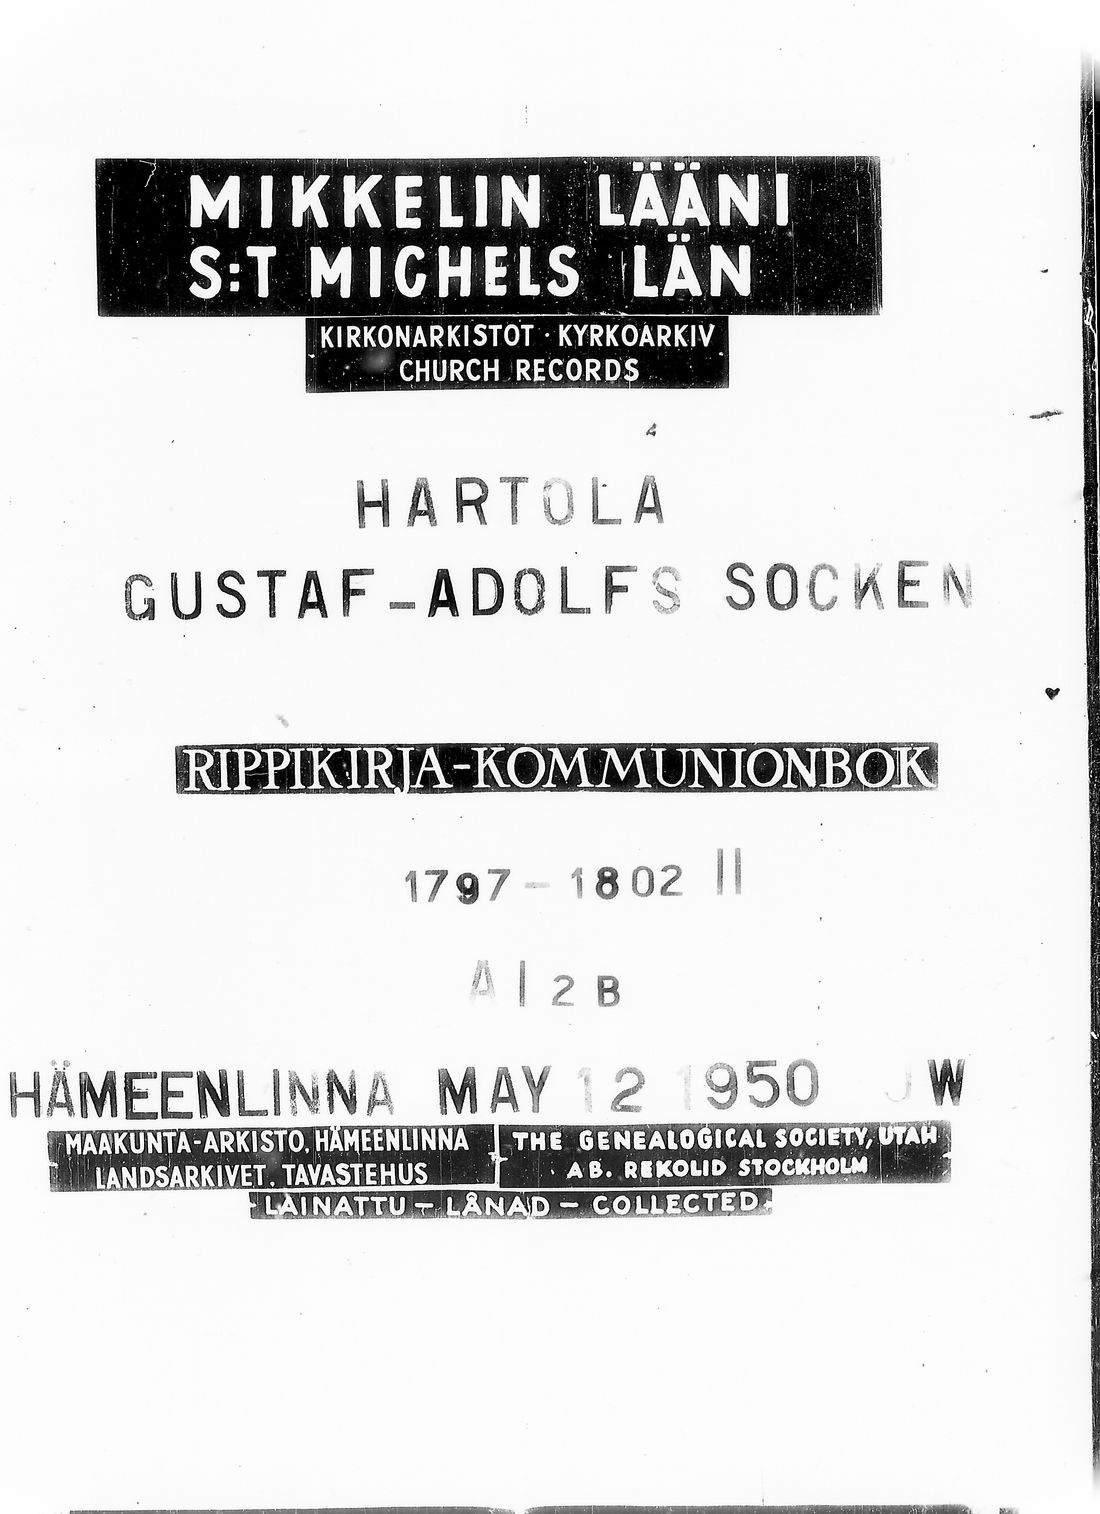 MIKKELIN LÄÄNI
S:T MICHELS LÄN
KIRKONARKISTOT · KYRKOARKIV
CHURCH RECORDS
HARTOLA
GUSTAF-ADOLFS SOCKEN
RIPPIKIRJA-KOMMUNIONBOK
1797-1802 II
A I 2 B
HÄMEENLINNA MAY 12 1950 JW
MAAKUNTA-ARKISTO, HÄMEENLINNA
LANDSARKIVET. TAVASTEHUS
THE GENEALOGICAL SOCIETY, UTAH
AB. REKOLID STOCKHOLM
LAINATTU - LÅNAD - COLLECTED